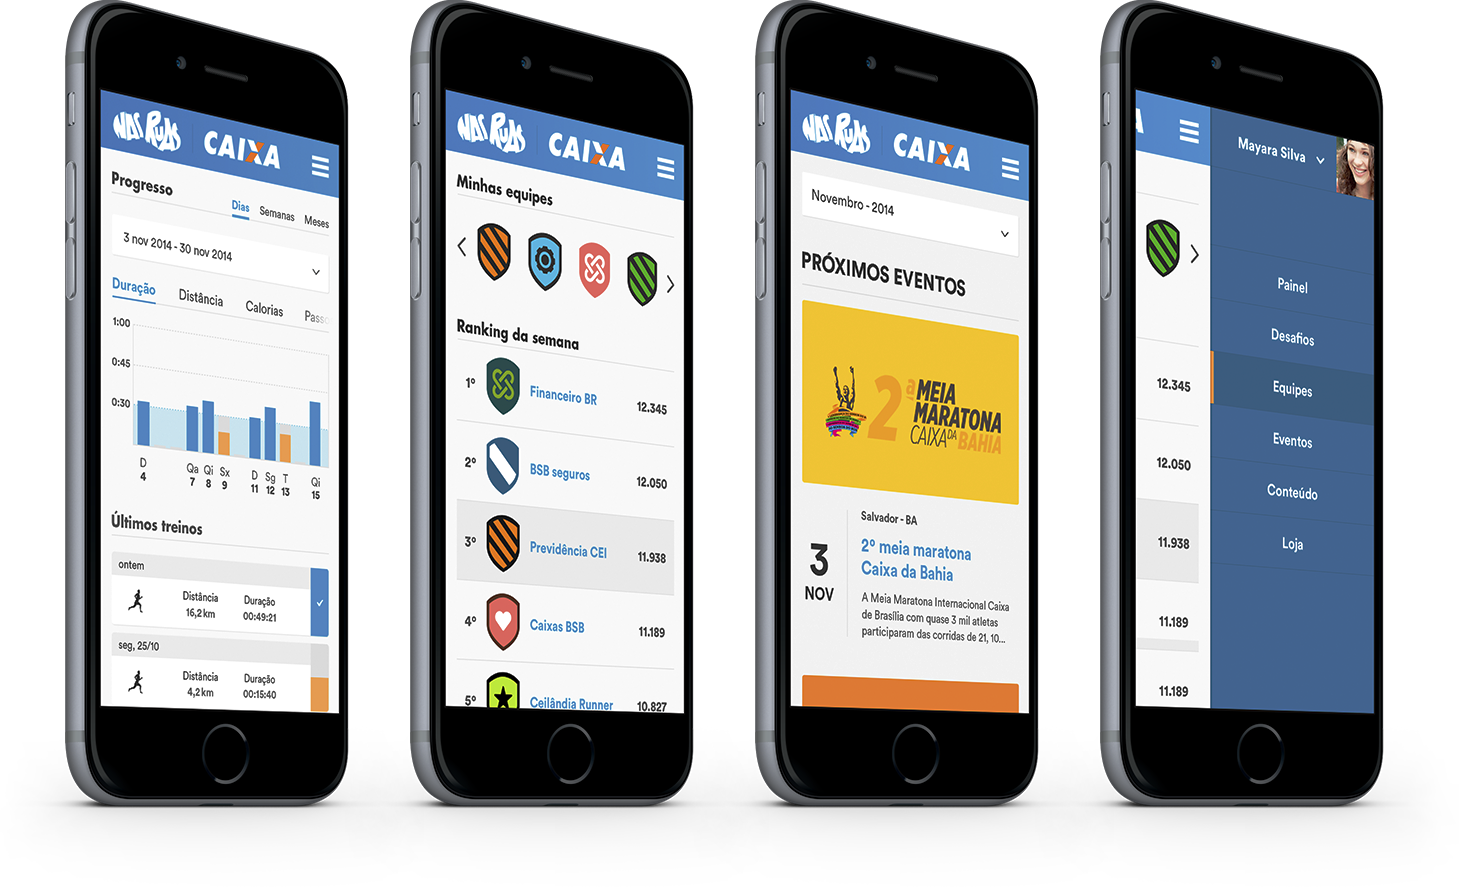 NAS RUAS
CAIXA
Progresso
Dias Semanas Meses
3 nov 2014 - 30 nov 2014
Duração Distância Calorias Pass
1:00
0:45
0:30
D Qa Qi Sx D Sg T Qi
4 7 8 9 11 12 13 15
Últimos treinos
ontem
Distância Duração
16,2 km 00:49:21
seg, 25/10
Distância Duração
4,2 km 00:15:40
NAS RUAS
CAIXA
Minhas equipes
Ranking da semana
1º Financeiro BR 12.345
2º BSB seguros 12.050
3º Previdência CEI 11.938
4º Caixas BSB 11.189
5º Ceilândia Runner 10.827
NAS RUAS
CAIXA
Novembro - 2014
PRÓXIMOS EVENTOS
2ª MEIA
MARATONA
CAIXA DA BAHIA
Salvador - BA
3
NOV
2º meia maratona
Caixa da Bahia
A Meia Maratona Internacional Caixa
de Brasília com quase 3 mil atletas
participaram das corridas de 21, 10...
A
Mayara Silva
12.345
12.050
11.938
11.189
11.189
Painel
Desafios
Equipes
Eventos
Conteúdo
Loja